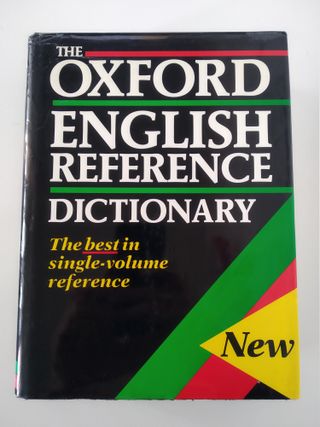 THE
OXFORD
ENGLISH
REFERENCE
DICTIONARY
The best in
single-volume
reference
New